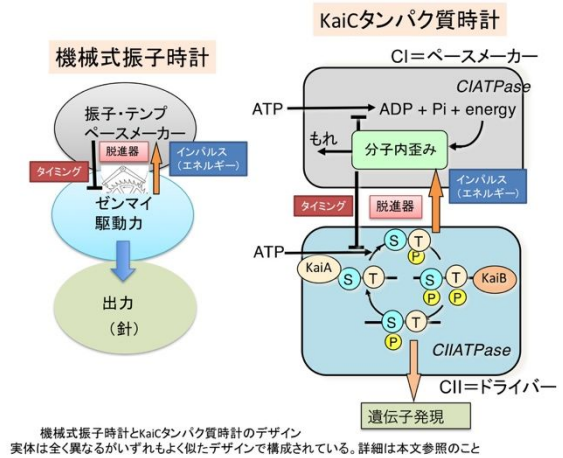 機械式振子時計
振子・テンプ
ペースメーカー
脱進器
タイミング
インパルス
（エネルギー）
ゼンマイ
駆動力
出力
（針）
KaiCタンパク質時計
CI＝ペースメーカー
CIATPase
ATP
ADP + Pi + energy
もれ
分子内歪み
インパルス
（エネルギー）
タイミング
脱進器
ATP
S T
P
KaiA
S T
S T
P P
KaiB
S T
P
CIIATPase
CII＝ドライバー
遺伝子発現
機械式振子時計とKaiCタンパク質時計のデザイン
実体は全く異なるがいずれもよく似たデザインで構成されている。詳細は本文参照のこと